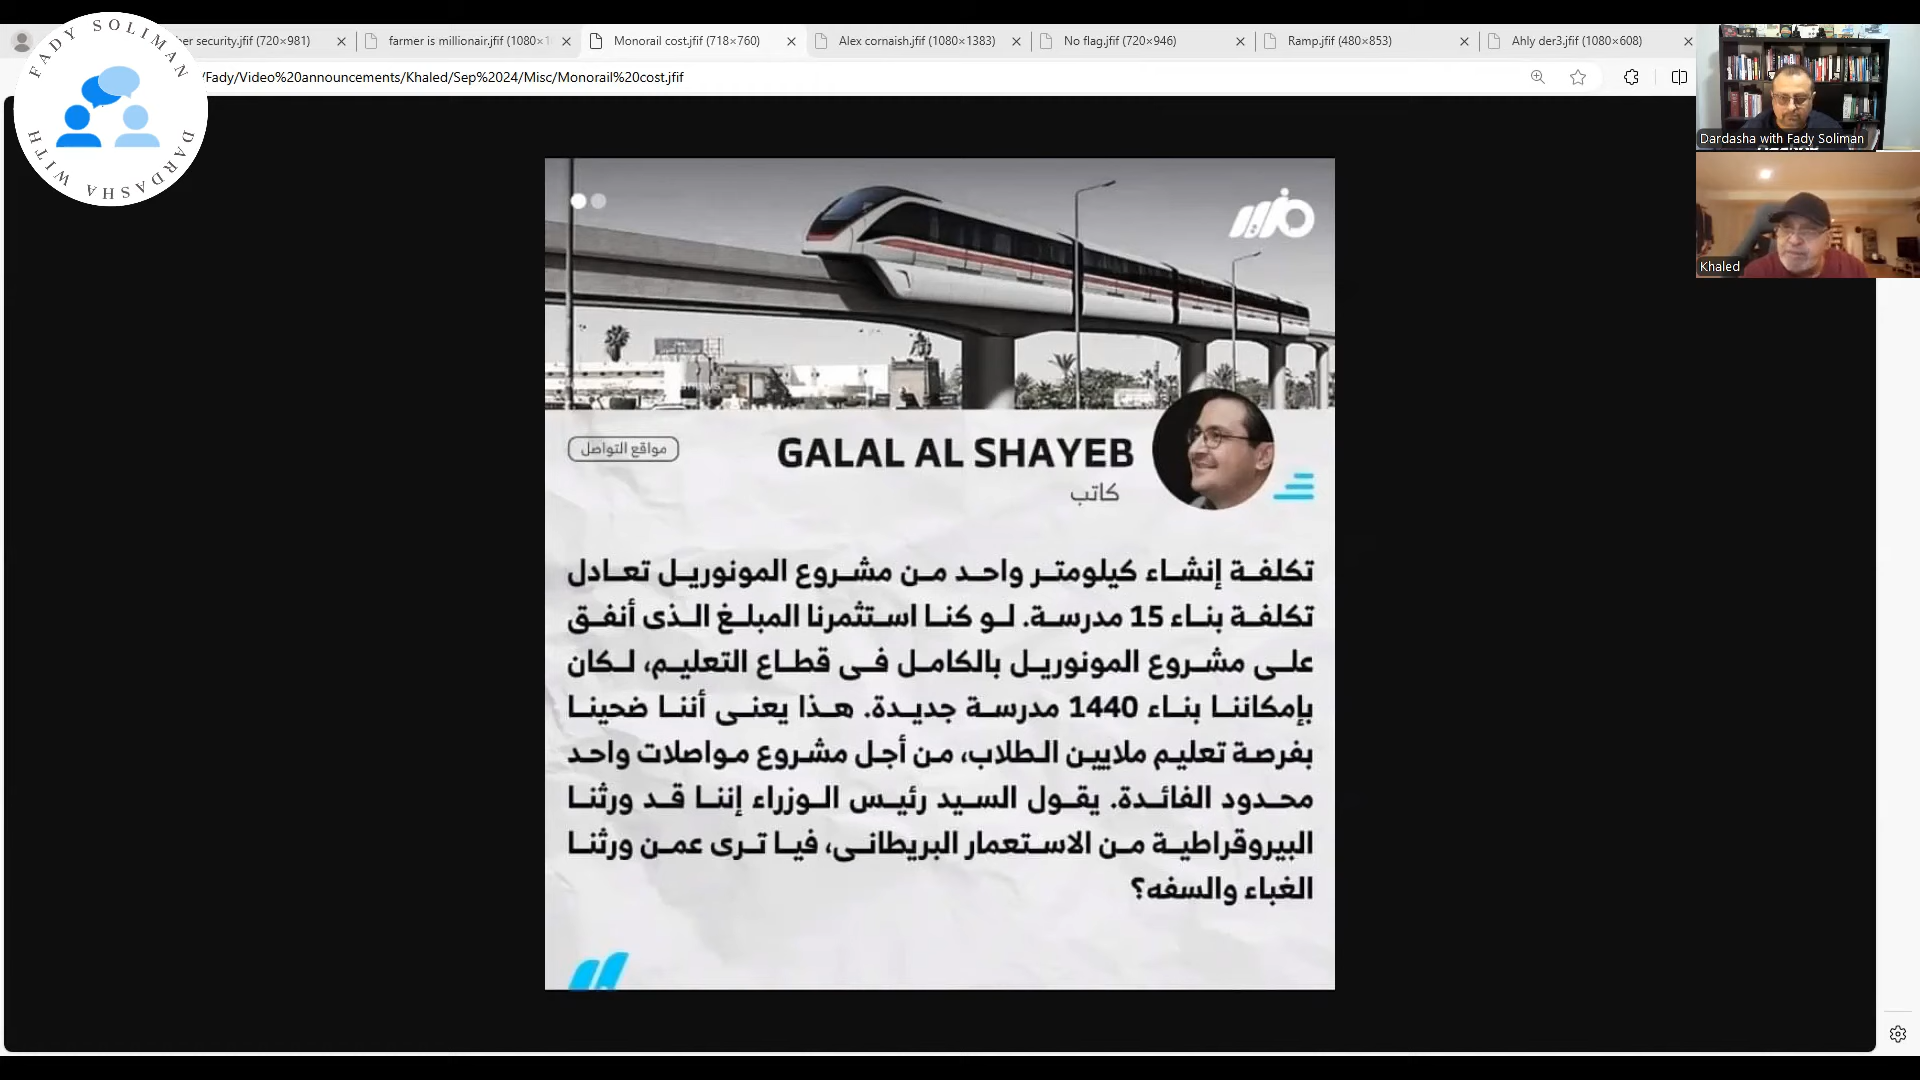 FADY SOLIMAN
DARDASHA WITH
er security.jfif (720×981)
farmer is millionair.jfif (1080×1
Monorail cost.jfif (718×760)
Alex cornaish.jfif (1080×1383)
No flag.jfif (720×946)
Ramp.jfif (480×853)
Ahly der3.jfif (1080×608)
/Fady/Video%20announcements/Khaled/Sep%2024/Misc/Monorail%20cost.jfif
Dardasha with Fady Soliman
Khaled
GALAL AL SHAYEB
مواقع التواصل
كاتب
تكلفة إنشاء كيلومتر واحد من مشروع المونوريل تعادل
تكلفة بناء 15 مدرسة. لو كنا استثمرنا المبلغ الذى أنفق
على مشروع المونوريل بالكامل فى قطاع التعليم، لكان
بإمكاننا بناء 1440 مدرسة جديدة. هذا يعنى أننا ضحينا
بفرصة تعليم ملايين الطلاب، من أجل مشروع مواصلات واحد
محدود الفائدة. يقول السيد رئيس الوزراء إننا قد ورثنا
البيروقراطية من الاستعمار البريطانى، فيا ترى عمن ورثنا
الغباء والسفه؟